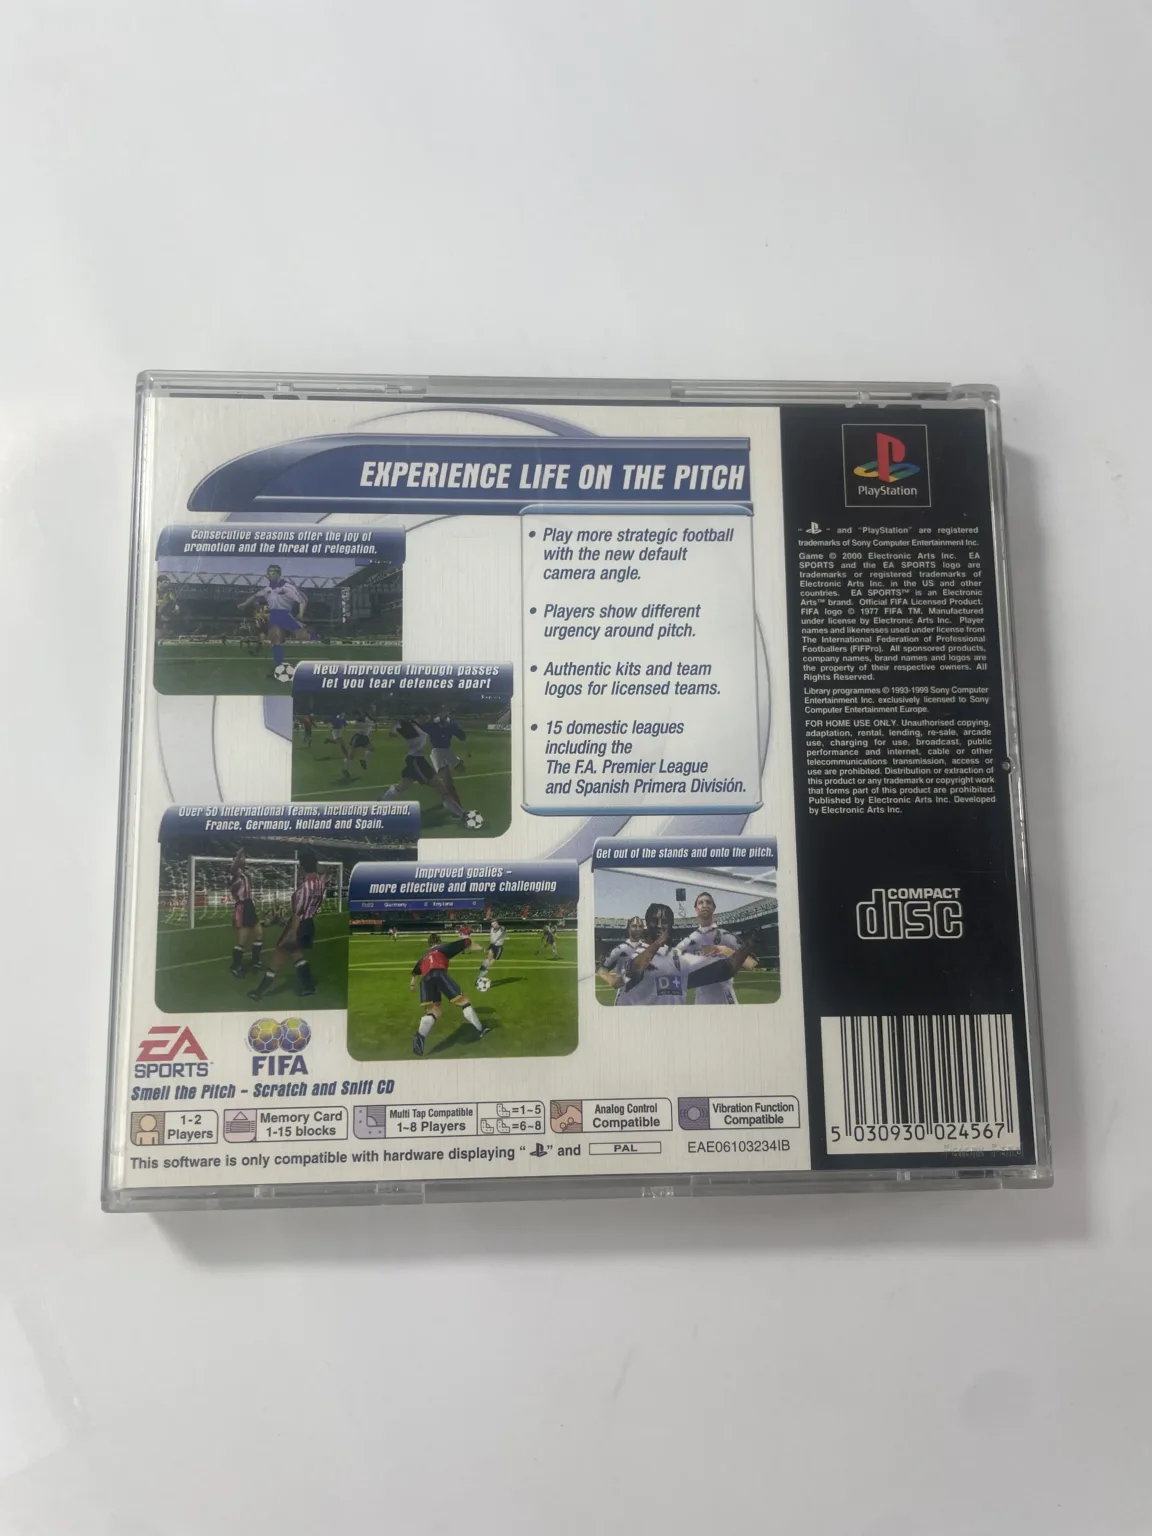 EXPERIENCE LIFE ON THE PITCH
Consecutive seasons offer the joy of
promotion and the threat of relegation.
New improved through passes
let you tear defences apart
Over 50 International Teams, including England,
France, Germany, Holland and Spain.
Improved goalies –
more effective and more challenging
Get out of the stands and onto the pitch.
• Play more strategic football
with the new default
camera angle.
• Players show different
urgency around pitch.
• Authentic kits and team
logos for licensed teams.
• 15 domestic leagues
including the
The F.A. Premier League
and Spanish Primera División.
EA
SPORTS™
FIFA
Smell the Pitch – Scratch and Sniff CD
1-2
Players
Memory Card
1-15 blocks
Multi Tap Compatible
1~8 Players
=1~5
=6~8
Analog Control
Compatible
Vibration Function
Compatible
This software is only compatible with hardware displaying " " and PAL
EAE06103234IB
PlayStation
" " and "PlayStation" are registered
trademarks of Sony Computer Entertainment Inc.
Game © 2000 Electronic Arts Inc. EA
SPORTS and the EA SPORTS logo are
trademarks or registered trademarks of
Electronic Arts Inc. in the US and other
countries. EA SPORTS™ is an Electronic
Arts™ brand. Official FIFA Licensed Product.
FIFA logo © 1977 FIFA TM. Manufactured
under license by Electronic Arts Inc. Player
names and likenesses used under license from
The International Federation of Professional
Footballers (FIFPro). All sponsored products,
company names, brand names and logos are
the property of their respective owners. All
Rights Reserved.
Library programmes © 1993-1999 Sony Computer
Entertainment Inc. exclusively licensed to Sony
Computer Entertainment Europe.
FOR HOME USE ONLY. Unauthorised copying,
adaptation, rental, lending, re-sale, arcade
use, charging for use, broadcast, public
performance and internet, cable or other
telecommunications transmission, access or
use are prohibited. Distribution or extraction of
this product or any trademark or copyright work
that forms part of this product are prohibited.
Published by Electronic Arts Inc. Developed
by Electronic Arts Inc.
COMPACT
disc
5 030930 024567